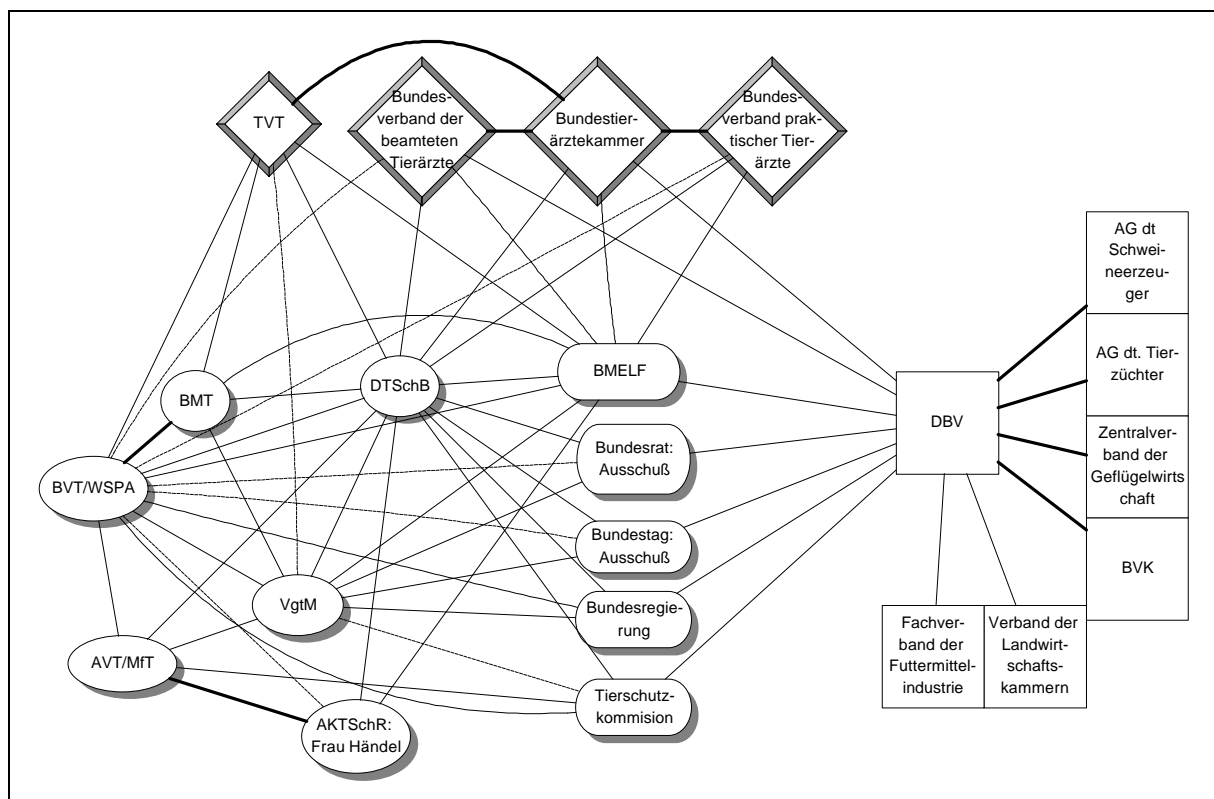 TVT
Bundes-
verband der
beamteten
Tierärzte
Bundestier-
ärztekammer
Bundes-
verband prak-
tischer Tier-
ärzte
AG dt
Schwei-
neerzeu-
ger
AG dt. Tier-
züchter
Zentralver-
band der
Geflügelwirts
chaft
BVK
BMT
DTSchB
BMELF
DBV
BVT/WSPA
Bundesrat:
Ausschuß
Bundestag:
Ausschuß
VgtM
Bundesregie-
rung
AVT/MfT
Tierschutz-
kommision
AKTSchR:
Frau Händel
Fachver-
band der
Futtermittel-
industrie
Verband der
Landwirt-
schafts-
kammern